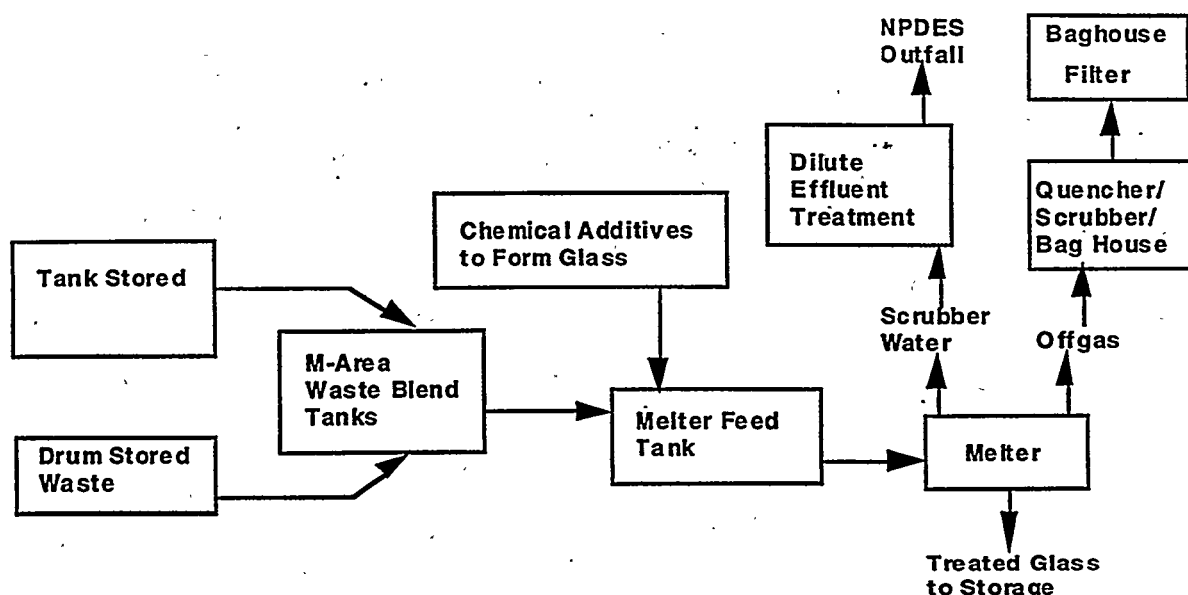 NPDES
Outfall
Baghouse
Filter
Dilute
Effluent
Treatment
Quencher/
Scrubber/
Bag House
Chemical Additives
to Form Glass
Tank Stored
Scrubber
Water
Offgas
M-Area
Waste Blend
Tanks
Melter Feed
Tank
Melter
Drum Stored
Waste
Treated Glass
to Storage